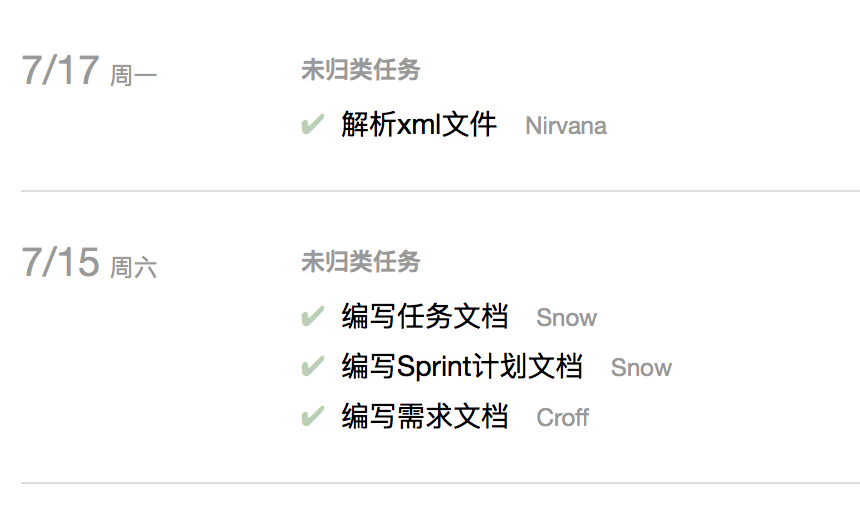 7/17 周一 未归类任务
✔ 解析xml文件 Nirvana
7/15 周六 未归类任务
✔ 编写任务文档 Snow
✔ 编写Sprint计划文档 Snow
✔ 编写需求文档 Croff